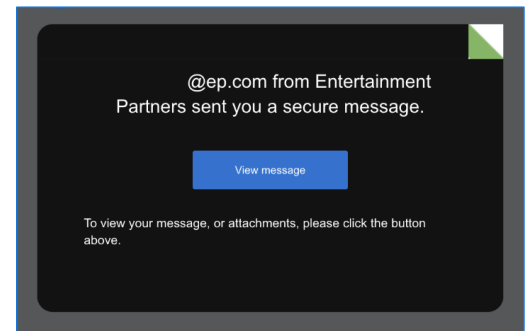 @ep.com from Entertainment
Partners sent you a secure message.
View message
To view your message, or attachments, please click the button
above.